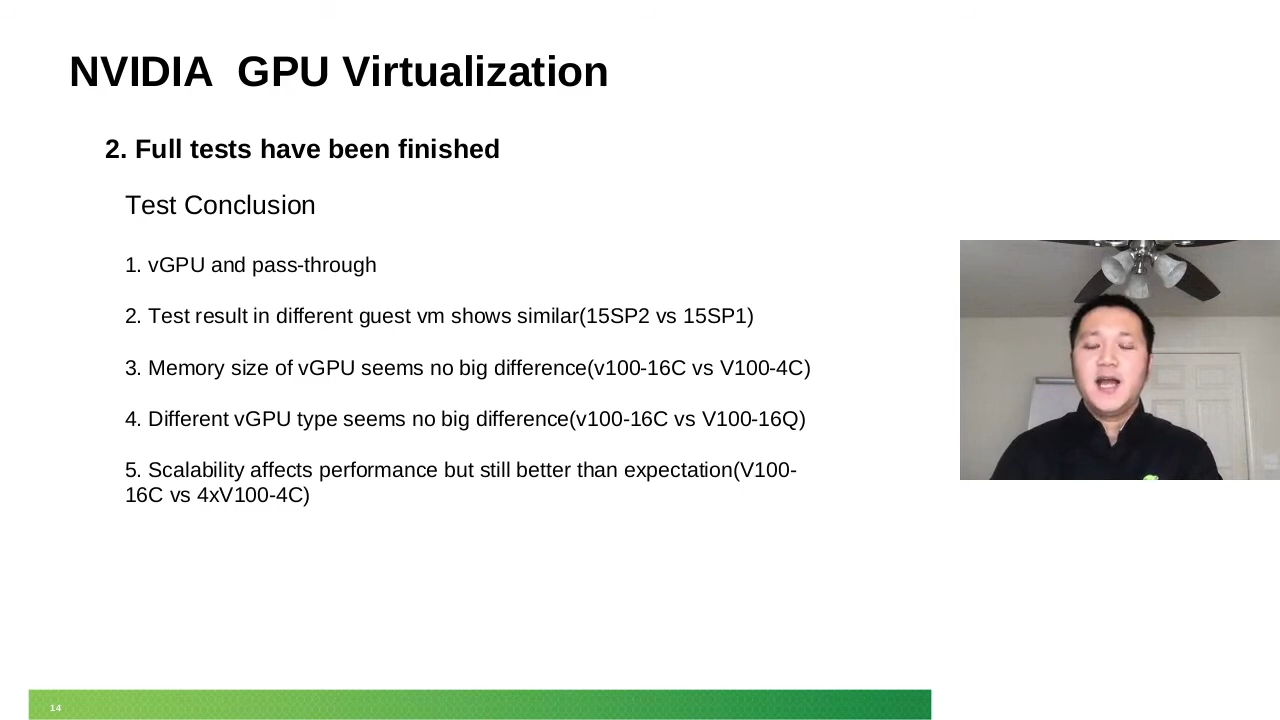 NVIDIA  GPU Virtualization
2. Full tests have been finished
Test Conclusion
1. vGPU and pass-through
2. Test result in different guest vm shows similar(15SP2 vs 15SP1)
3. Memory size of vGPU seems no big difference(v100-16C vs V100-4C)
4. Different vGPU type seems no big difference(v100-16C vs V100-16Q)
5. Scalability affects performance but still better than expectation(V100-
16C vs 4xV100-4C)
14